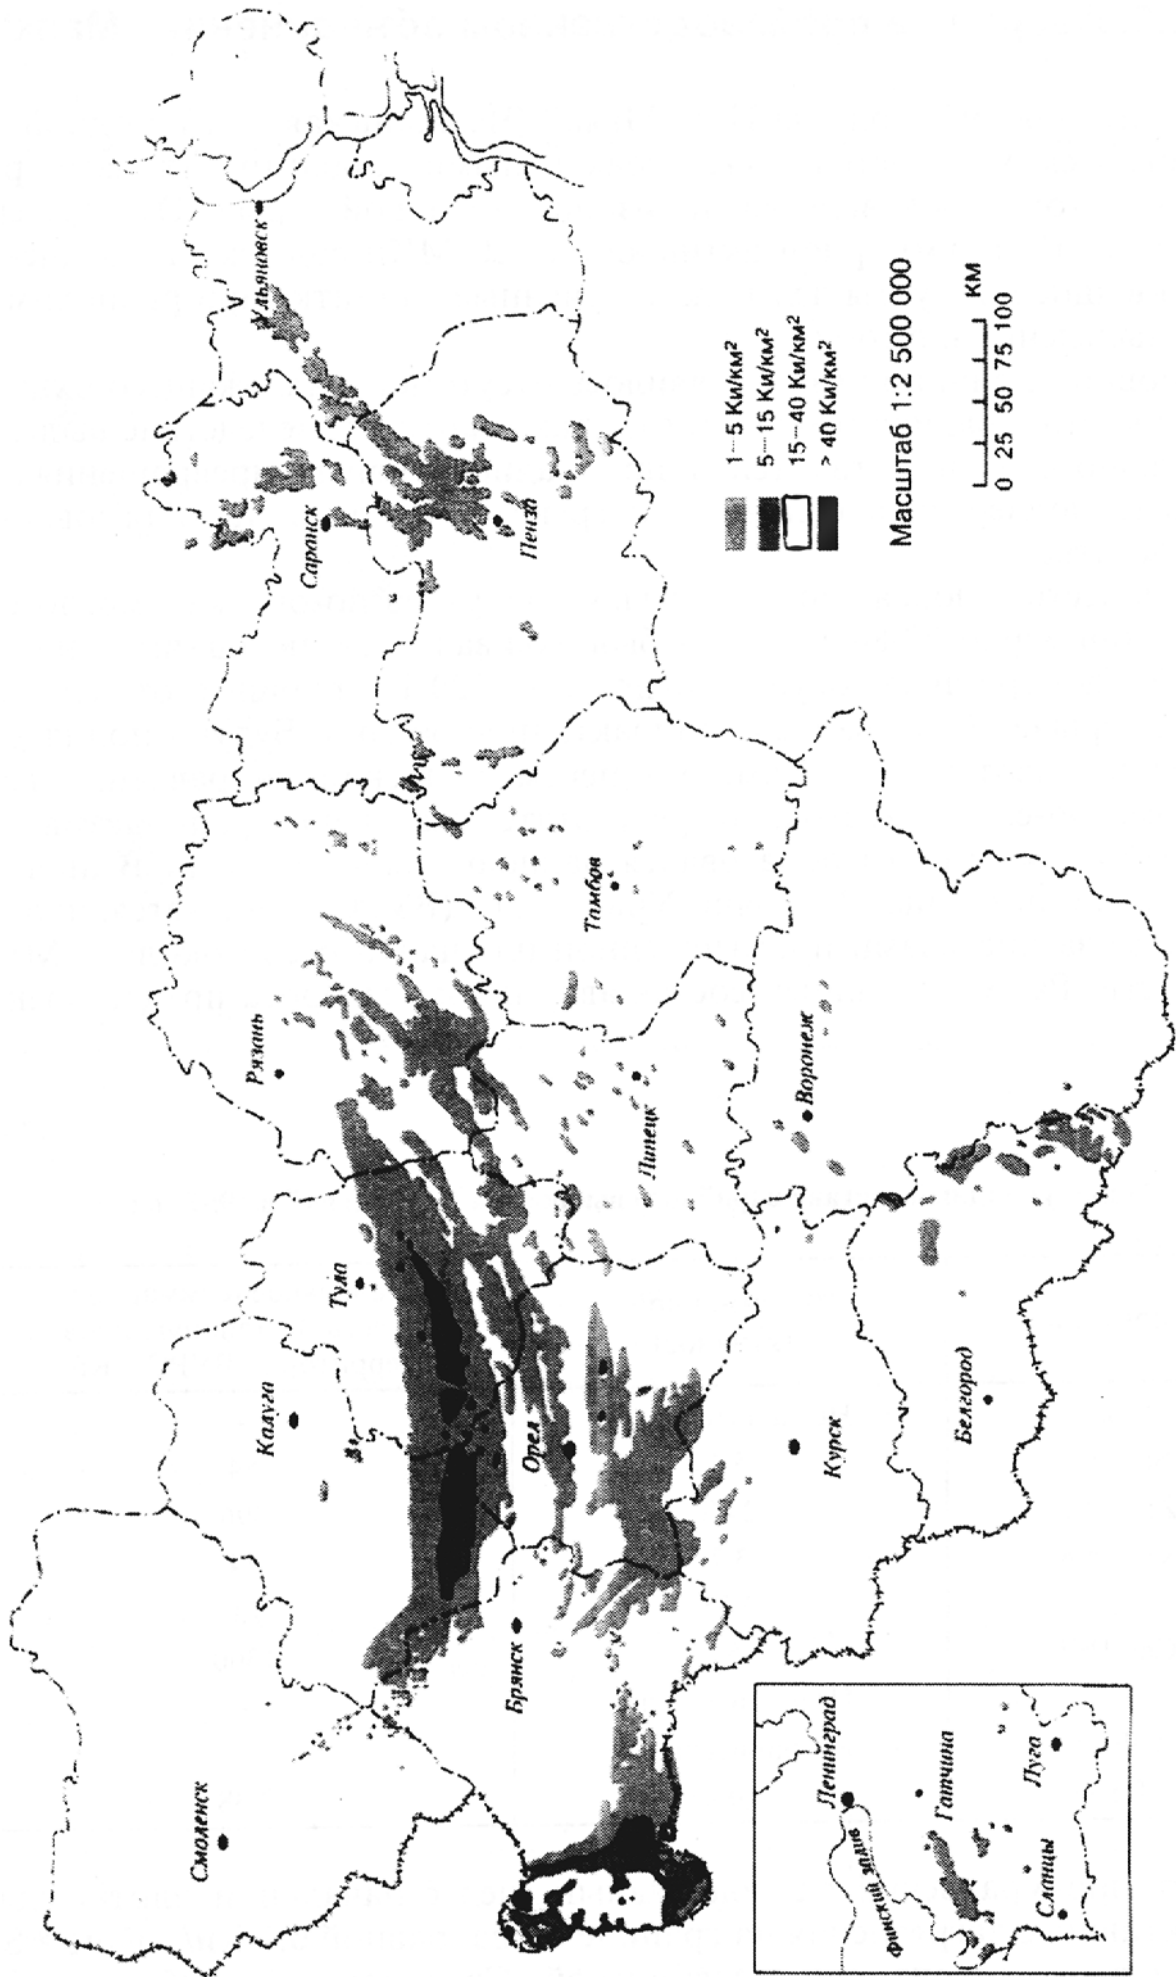 Смоленск
Калуга
Тула
Рязань
Саранск
Ульяновск
Брянск
Орел
Липецк
Тамбов
Пенза
Курск
Воронеж
Белгород
1—5 Ки/км²
5—15 Ки/км²
15—40 Ки/км²
> 40 Ки/км²
Масштаб 1:2 500 000
0 25 50 75 100 КМ
Ленинград
Финский залив
Гатчина
Луга
Сланцы